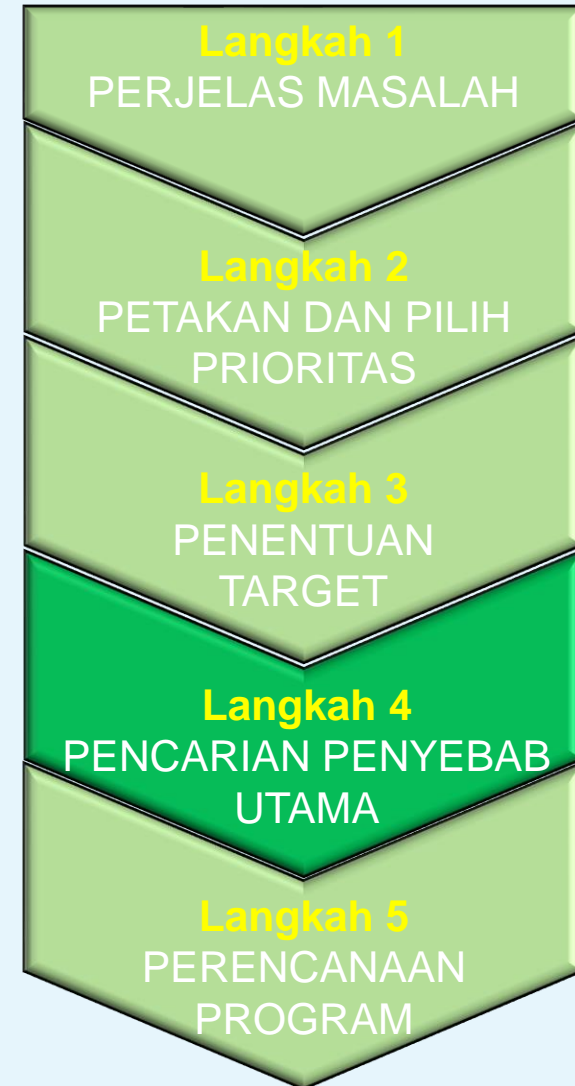 Langkah 1
PERJELAS MASALAH
Langkah 2
PETAKAN DAN PILIH
PRIORITAS
Langkah 3
PENENTUAN
TARGET
Langkah 4
PENCARIAN PENYEBAB
UTAMA
Langkah 5
PERENCANAAN
PROGRAM